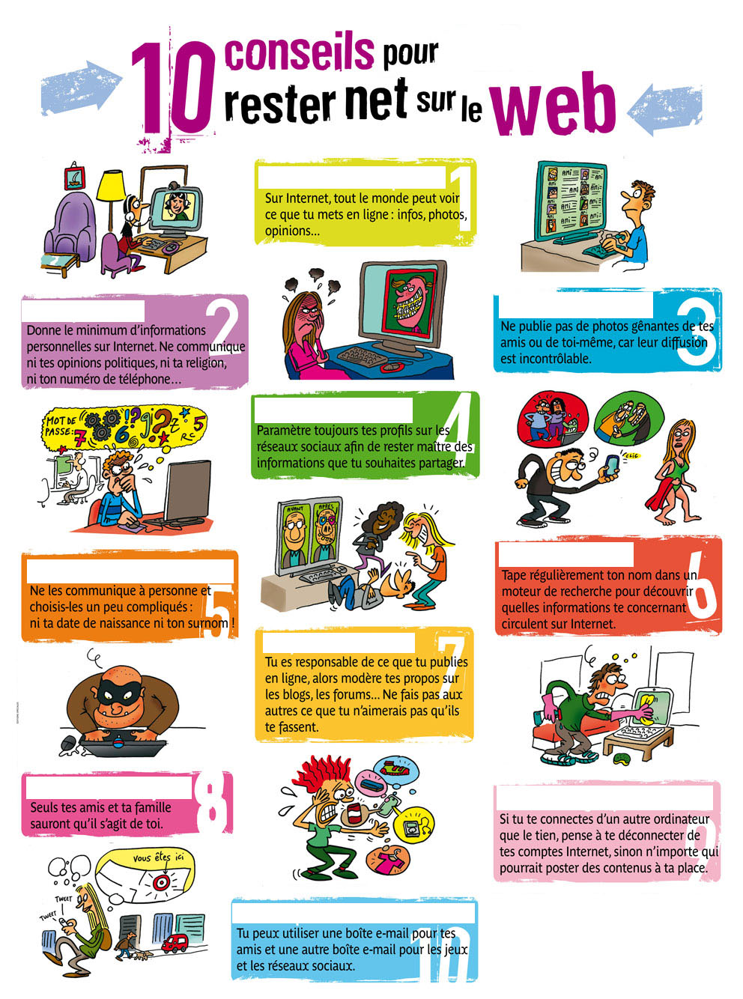 10 conseils pour
rester net sur le web
1
Sur Internet, tout le monde peut voir
ce que tu mets en ligne : infos, photos,
opinions...
AMI
AMI
AMI
AMI
AMI
AMI
2
Donne le minimum d'informations
personnelles sur Internet. Ne communique
ni tes opinions politiques, ni ta religion,
ni ton numéro de téléphone...
3
Ne publie pas de photos gênantes de tes
amis ou de toi-même, car leur diffusion
est incontrôlable.
MOT DE
PASSE :
4
Paramètre toujours tes profils sur les
réseaux sociaux afin de rester maître des
informations que tu souhaites partager.
CLIC
AVANT
APRÈS
5
Ne les communique à personne et
choisis-les un peu compliqués :
ni ta date de naissance ni ton surnom !
6
Tape régulièrement ton nom dans un
moteur de recherche pour découvrir
quelles informations te concernant
circulent sur Internet.
7
Tu es responsable de ce que tu publies
en ligne, alors modère tes propos sur
les blogs, les forums... Ne fais pas aux
autres ce que tu n'aimerais pas qu'ils
te fassent.
8
Seuls tes amis et ta famille
sauront qu'il s'agit de toi.
9
Si tu te connectes d'un autre ordinateur
que le tien, pense à te déconnecter de
tes comptes Internet, sinon n'importe qui
pourrait poster des contenus à ta place.
vous êtes ici
TWEET
TWEET
10
Tu peux utiliser une boîte e-mail pour tes
amis et une autre boîte e-mail pour les jeux
et les réseaux sociaux.